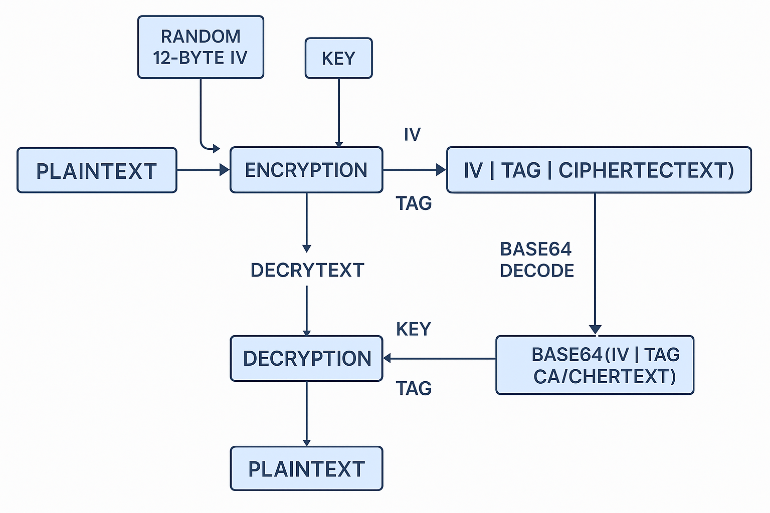 RANDOM
12-BYTE IV
KEY
IV
PLAINTEXT
ENCRYPTION
IV | TAG | CIPHERTECTEXT)
TAG
BASE64
DECODE
DECRYTEXT
KEY
DECRYPTION
BASE64(IV | TAG
CA/CHERTEXT)
TAG
PLAINTEXT